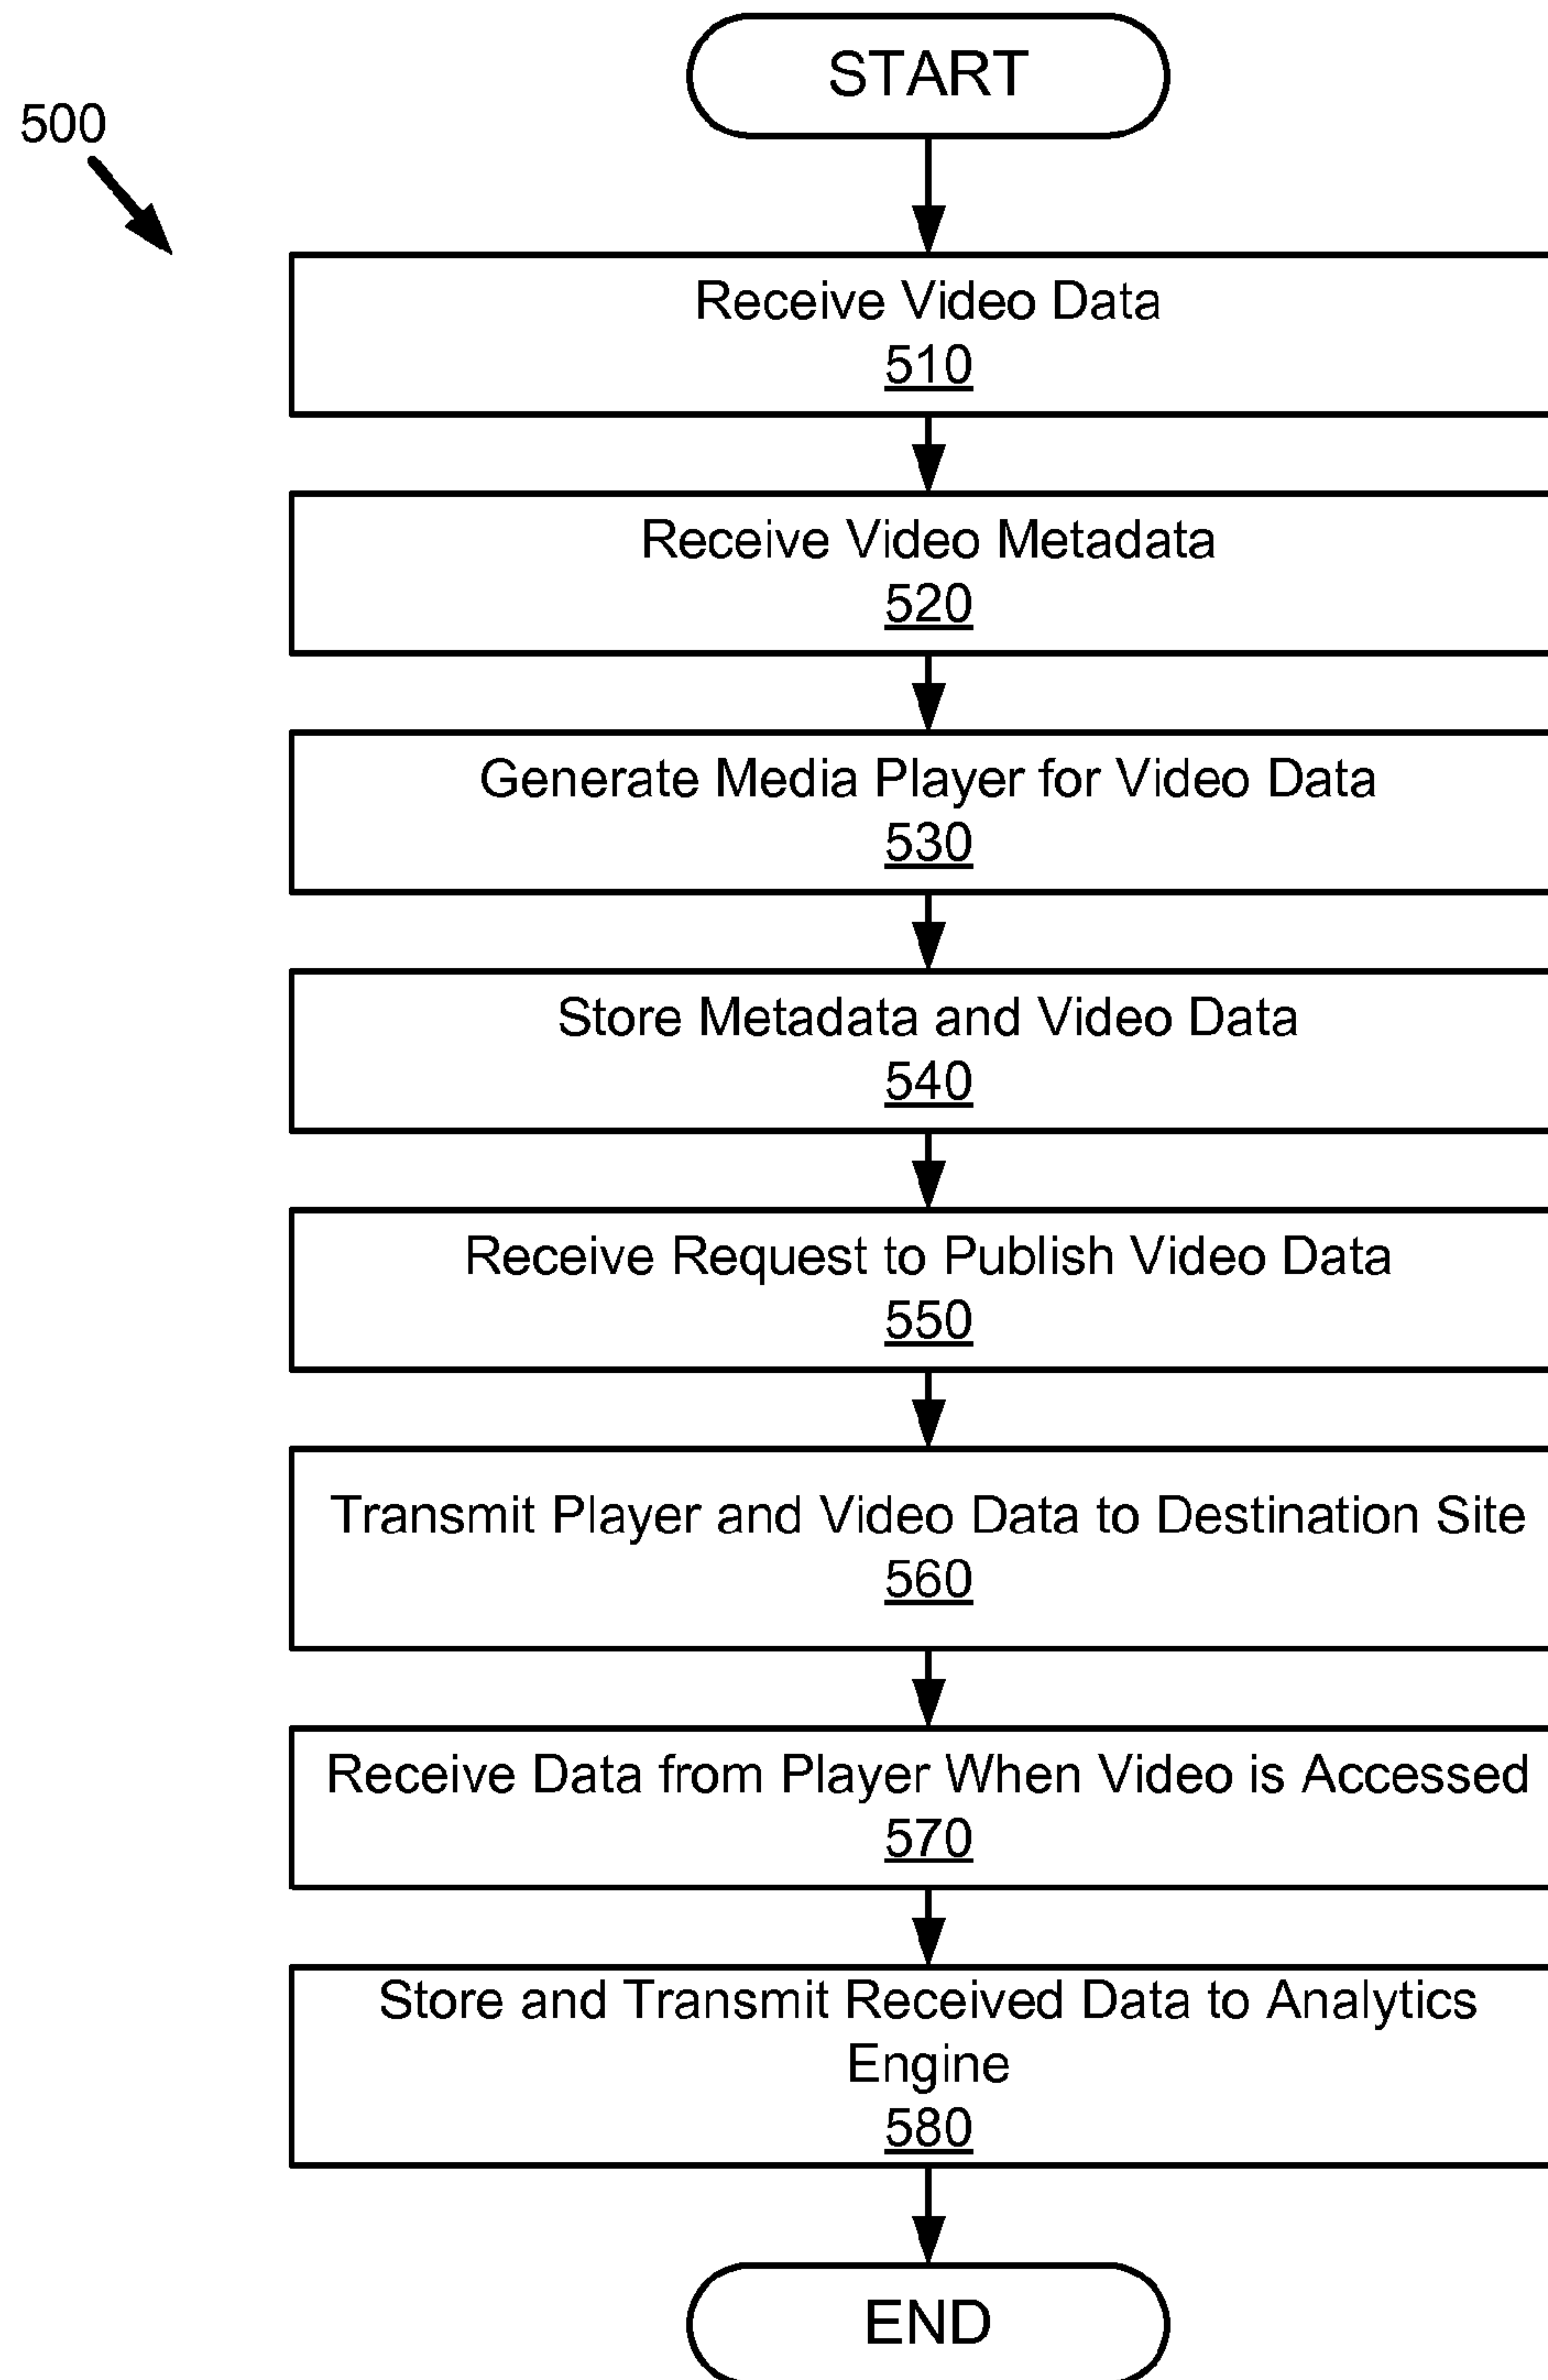 START
500
Receive Video Data
510
Receive Video Metadata
520
Generate Media Player for Video Data
530
Store Metadata and Video Data
540
Receive Request to Publish Video Data
550
Transmit Player and Video Data to Destination Site
560
Receive Data from Player When Video is Accessed
570
Store and Transmit Received Data to Analytics
Engine
580
END